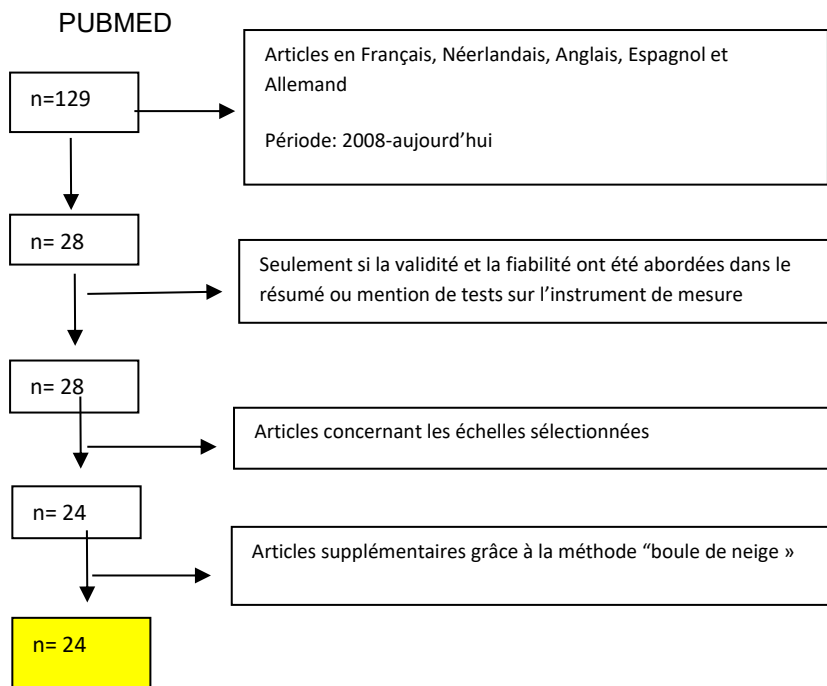 PUBMED
n=129
Articles en Français, Néerlandais, Anglais, Espagnol et
Allemand
Période: 2008-aujourd’hui
n= 28
Seulement si la validité et la fiabilité ont été abordées dans le
résumé ou mention de tests sur l’instrument de mesure
n= 28
Articles concernant les échelles sélectionnées
n= 24
Articles supplémentaires grâce à la méthode “boule de neige »
n= 24